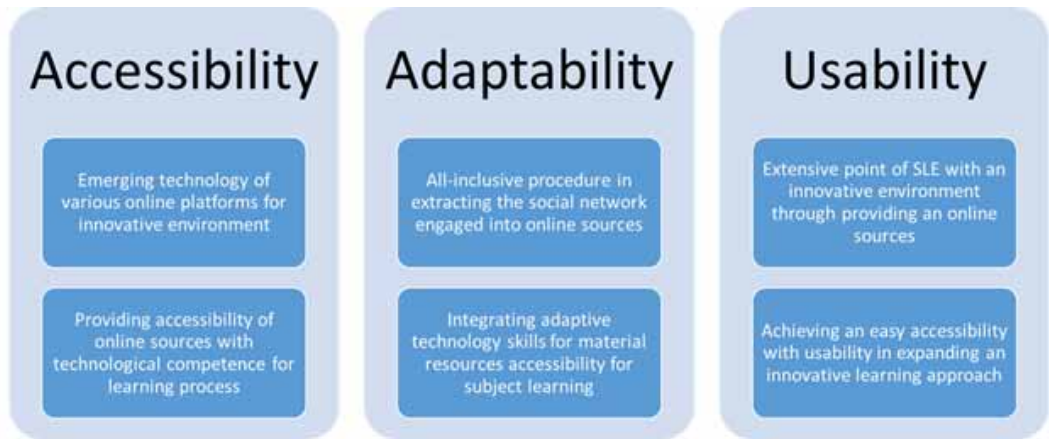 Accessibility
Emerging technology of
various online platforms for
innovative environment
Providing accessibility of
online sources with
technological competence for
learning process
Adaptability
All-inclusive procedure in
extracting the social network
engaged into online sources
Integrating adaptive
technology skills for material
resources accessibility for
subject learning
Usability
Extensive point of SLE with an
innovative environment
through providing an online
sources
Achieving an easy accessibility
with usability in expanding an
innovative learning approach